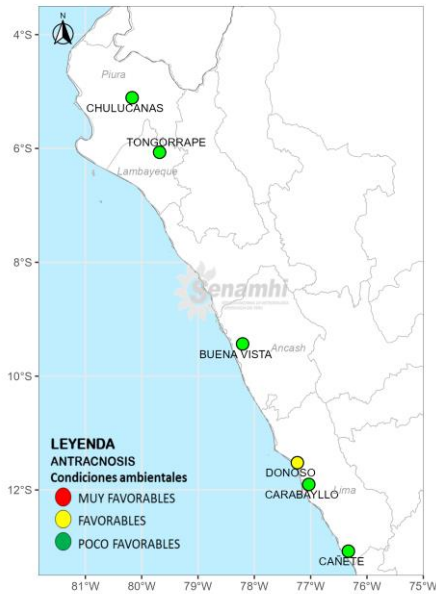 N
4°S
Piura
CHULUCANAS
TONGORRAPE
6°S
Lambayeque
8°S
Senamhi
BUENA VISTA
Ancash
10°S
LEYENDA
ANTRACNOSIS
Condiciones ambientales
MUY FAVORABLES
FAVORABLES
POCO FAVORABLES
DONOSO
CARABAYLLO
Lima
12°S
CAÑETE
81°W
79°W
78°W
77°W
76°W
75°W